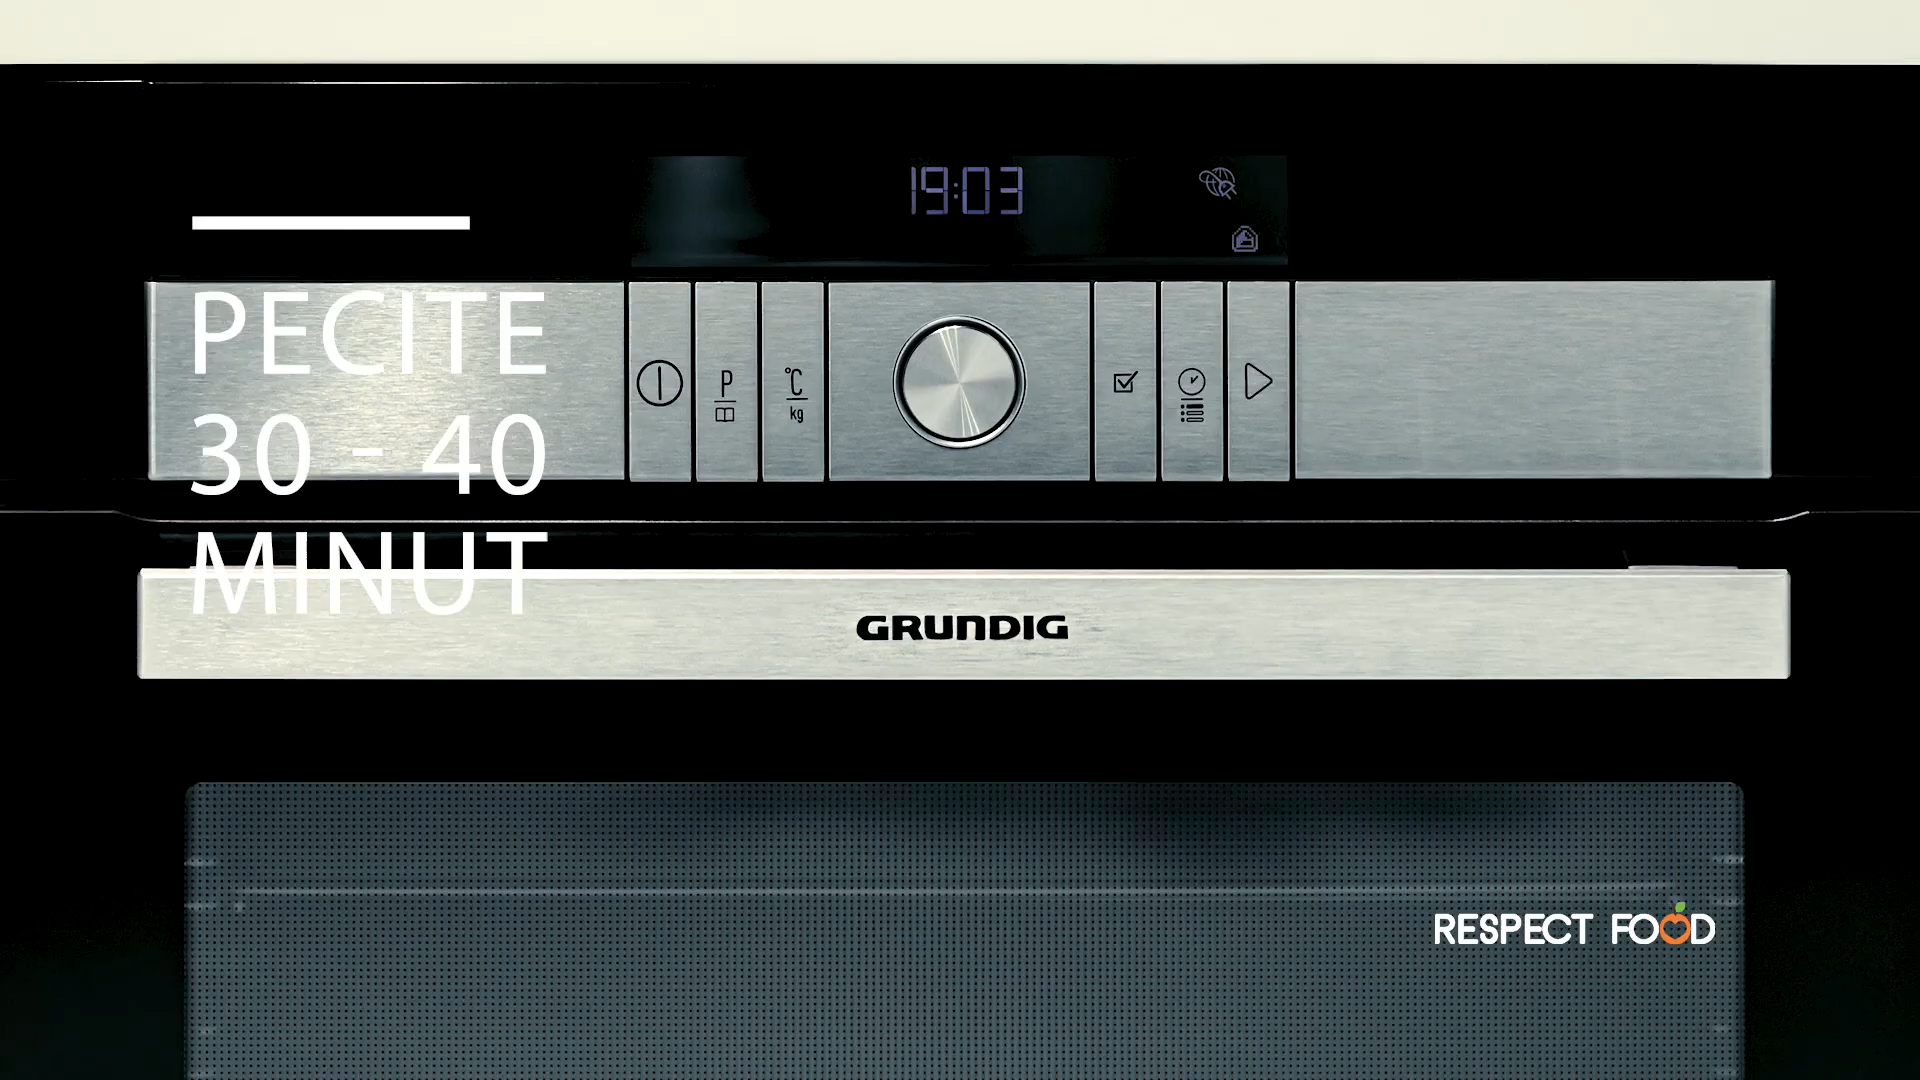 19:03
PECITE
30 - 40
MINUT
P
°C
kg
GRUNDIG
RESPECT FOOD